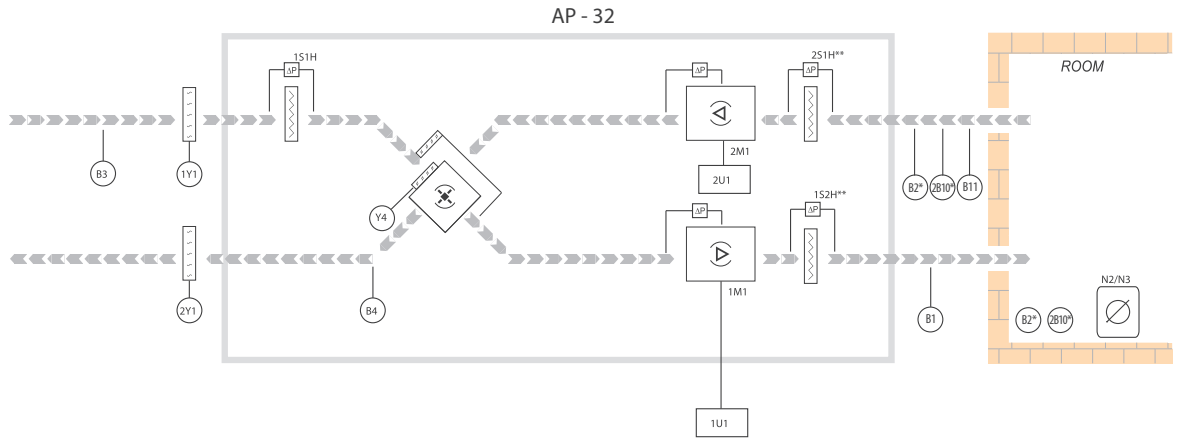 AP - 32
1S1H
ΔP
ΔP
2S1H**
ΔP
ROOM
B3
1Y1
2M1
2U1
B2*
2B10*
B11
Y4
ΔP
1S2H**
ΔP
1M1
2Y1
B4
B1
N2/N3
B2*
2B10*
1U1